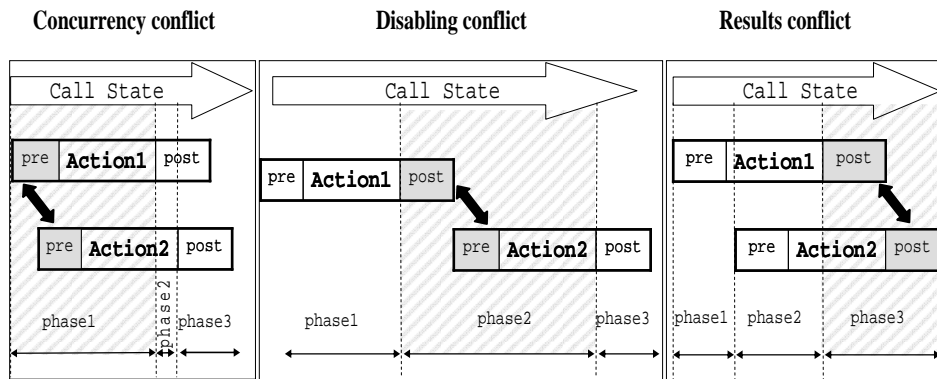 Concurrency conflict
Call State
pre Action1 post
pre Action2 post
phase1 phase2 phase3
Disabling conflict
Call State
pre Action1 post
pre Action2 post
phase1 phase2 phase3
Results conflict
Call State
pre Action1 post
pre Action2 post
phase1 phase2 phase3